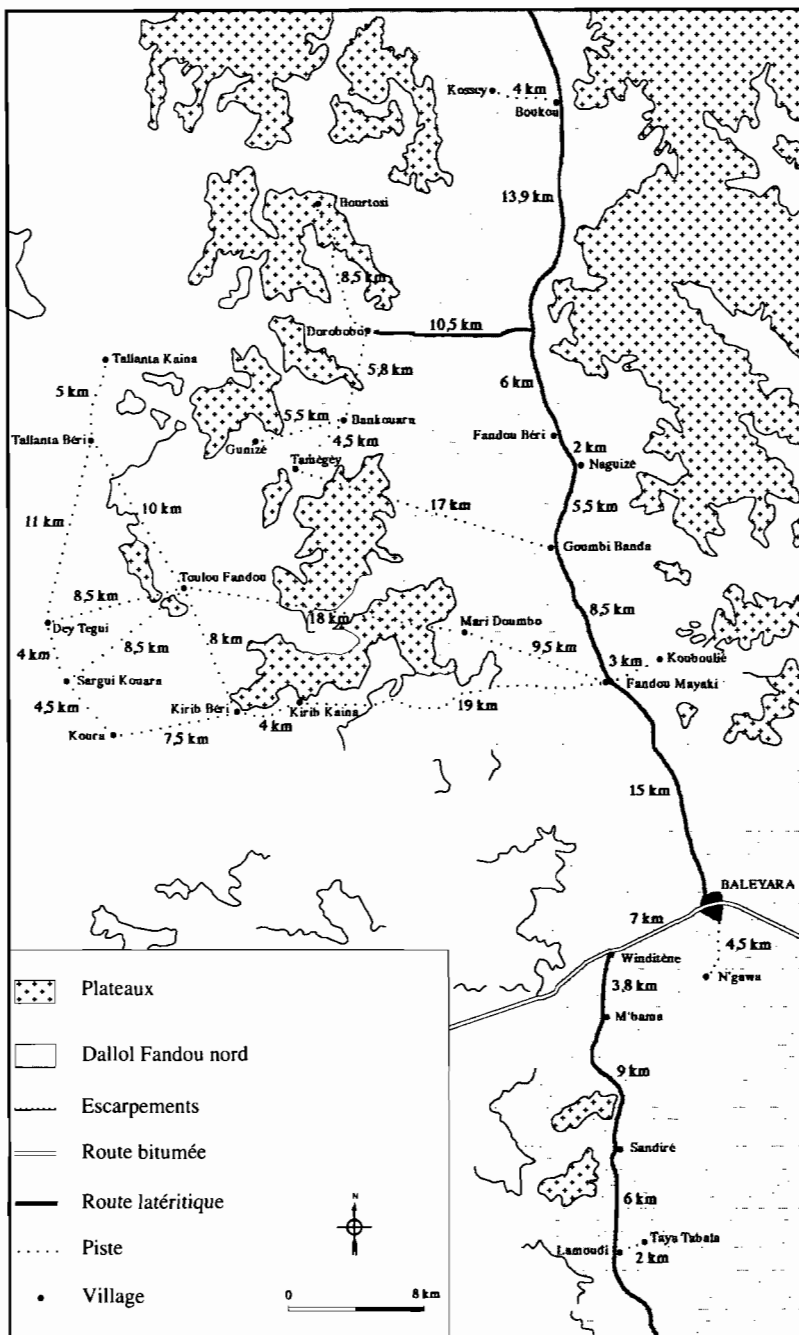 Kosscy
4 km
Boukou
13,9 km
Bourtosi
8,5 km
Dorobobo
10,5 km
Tallanta Kaina
5,8 km
6 km
5 km
5,5 km
Bankouara
Tallanta Béri
Gunizé
4,5 km
Fandou Béri
2 km
Tamègéy
Naguizé
10 km
17 km
5,5 km
11 km
Goumbi Banda
Toulou Fandou
8,5 km
8,5 km
18 km
Dey Tegui
Mari Doumbo
8,5 km
8 km
9,5 km
4 km
3 km
Kouboulié
Sargui Kouara
Fandou Mayaki
4,5 km
Kirib Béri
Kirib Kaina
19 km
Koura
7,5 km
4 km
15 km
BALEYARA
7 km
4,5 km
Winditène
N'gawa
3,8 km
M'bama
9 km
Sandiré
6 km
Taya Tabala
Lamoudi
2 km
Plateaux
Dallol Fandou nord
Escarpements
Route bitumée
Route latéritique
Piste
Village
N
0
8 km